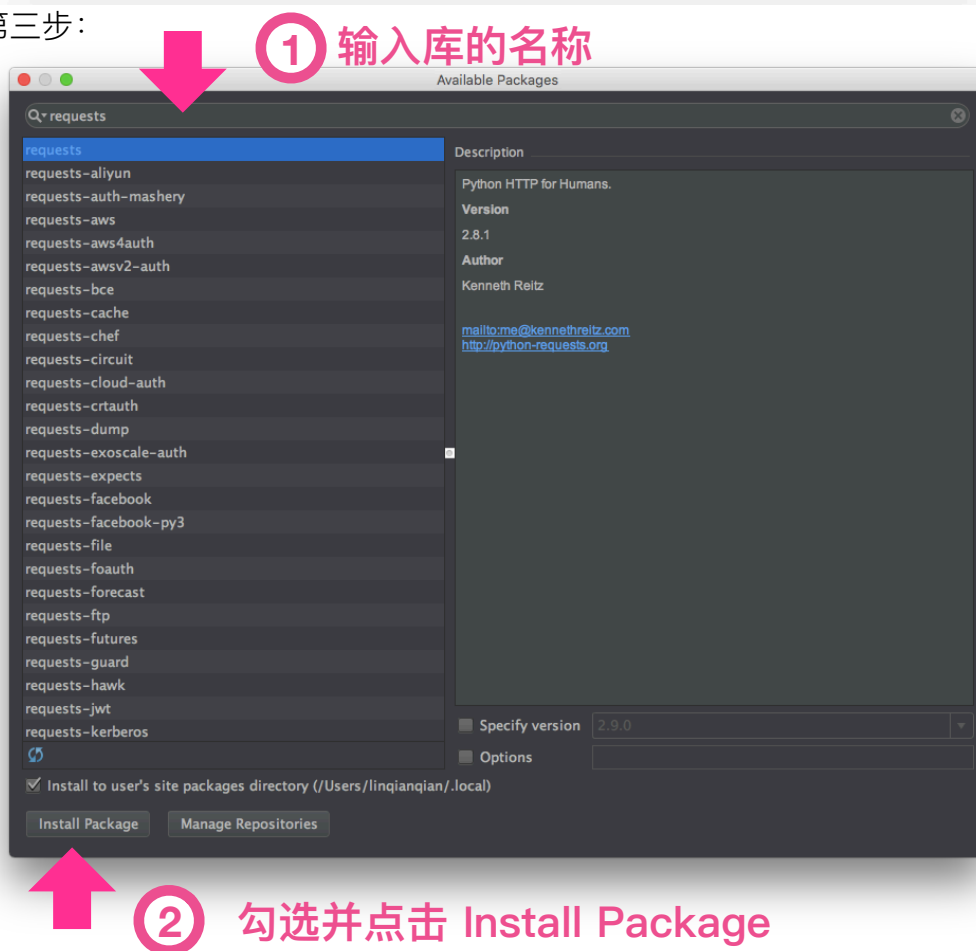 第三步：
1 输入库的名称
Available Packages
requests
requests
requests-aliyun
requests-auth-mashery
requests-aws
requests-aws4auth
requests-awsv2-auth
requests-bce
requests-cache
requests-chef
requests-circuit
requests-cloud-auth
requests-crtauth
requests-dump
requests-exoscale-auth
requests-expects
requests-facebook
requests-facebook-py3
requests-file
requests-foauth
requests-forecast
requests-ftp
requests-futures
requests-guard
requests-hawk
requests-jwt
requests-kerberos
Description
Python HTTP for Humans.
Version
2.8.1
Author
Kenneth Reitz
mailto:me@kennethreitz.com
http://python-requests.org
Specify version 2.9.0
Options
Install to user's site packages directory (/Users/linqianqian/.local)
Install Package Manage Repositories
2 勾选并点击 Install Package